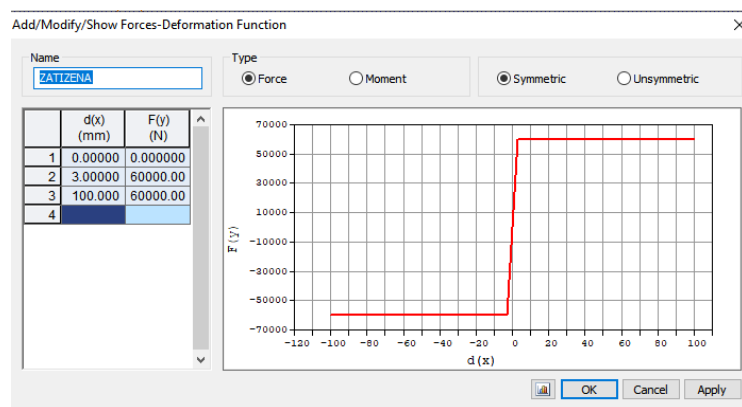 Add/Modify/Show Forces-Deformation Function
Name
ZATIZENA
Type
Force
Moment
Symmetric
Unsymmetric
d(x) (mm) F(y) (N)
1 0.00000 0.000000
2 3.00000 60000.00
3 100.000 60000.00
4
70000
50000
30000
10000
-10000
-30000
-50000
-70000
F(y)
-120 -100 -80 -60 -40 -20 0 20 40 60 80 100
d(x)
OK Cancel Apply